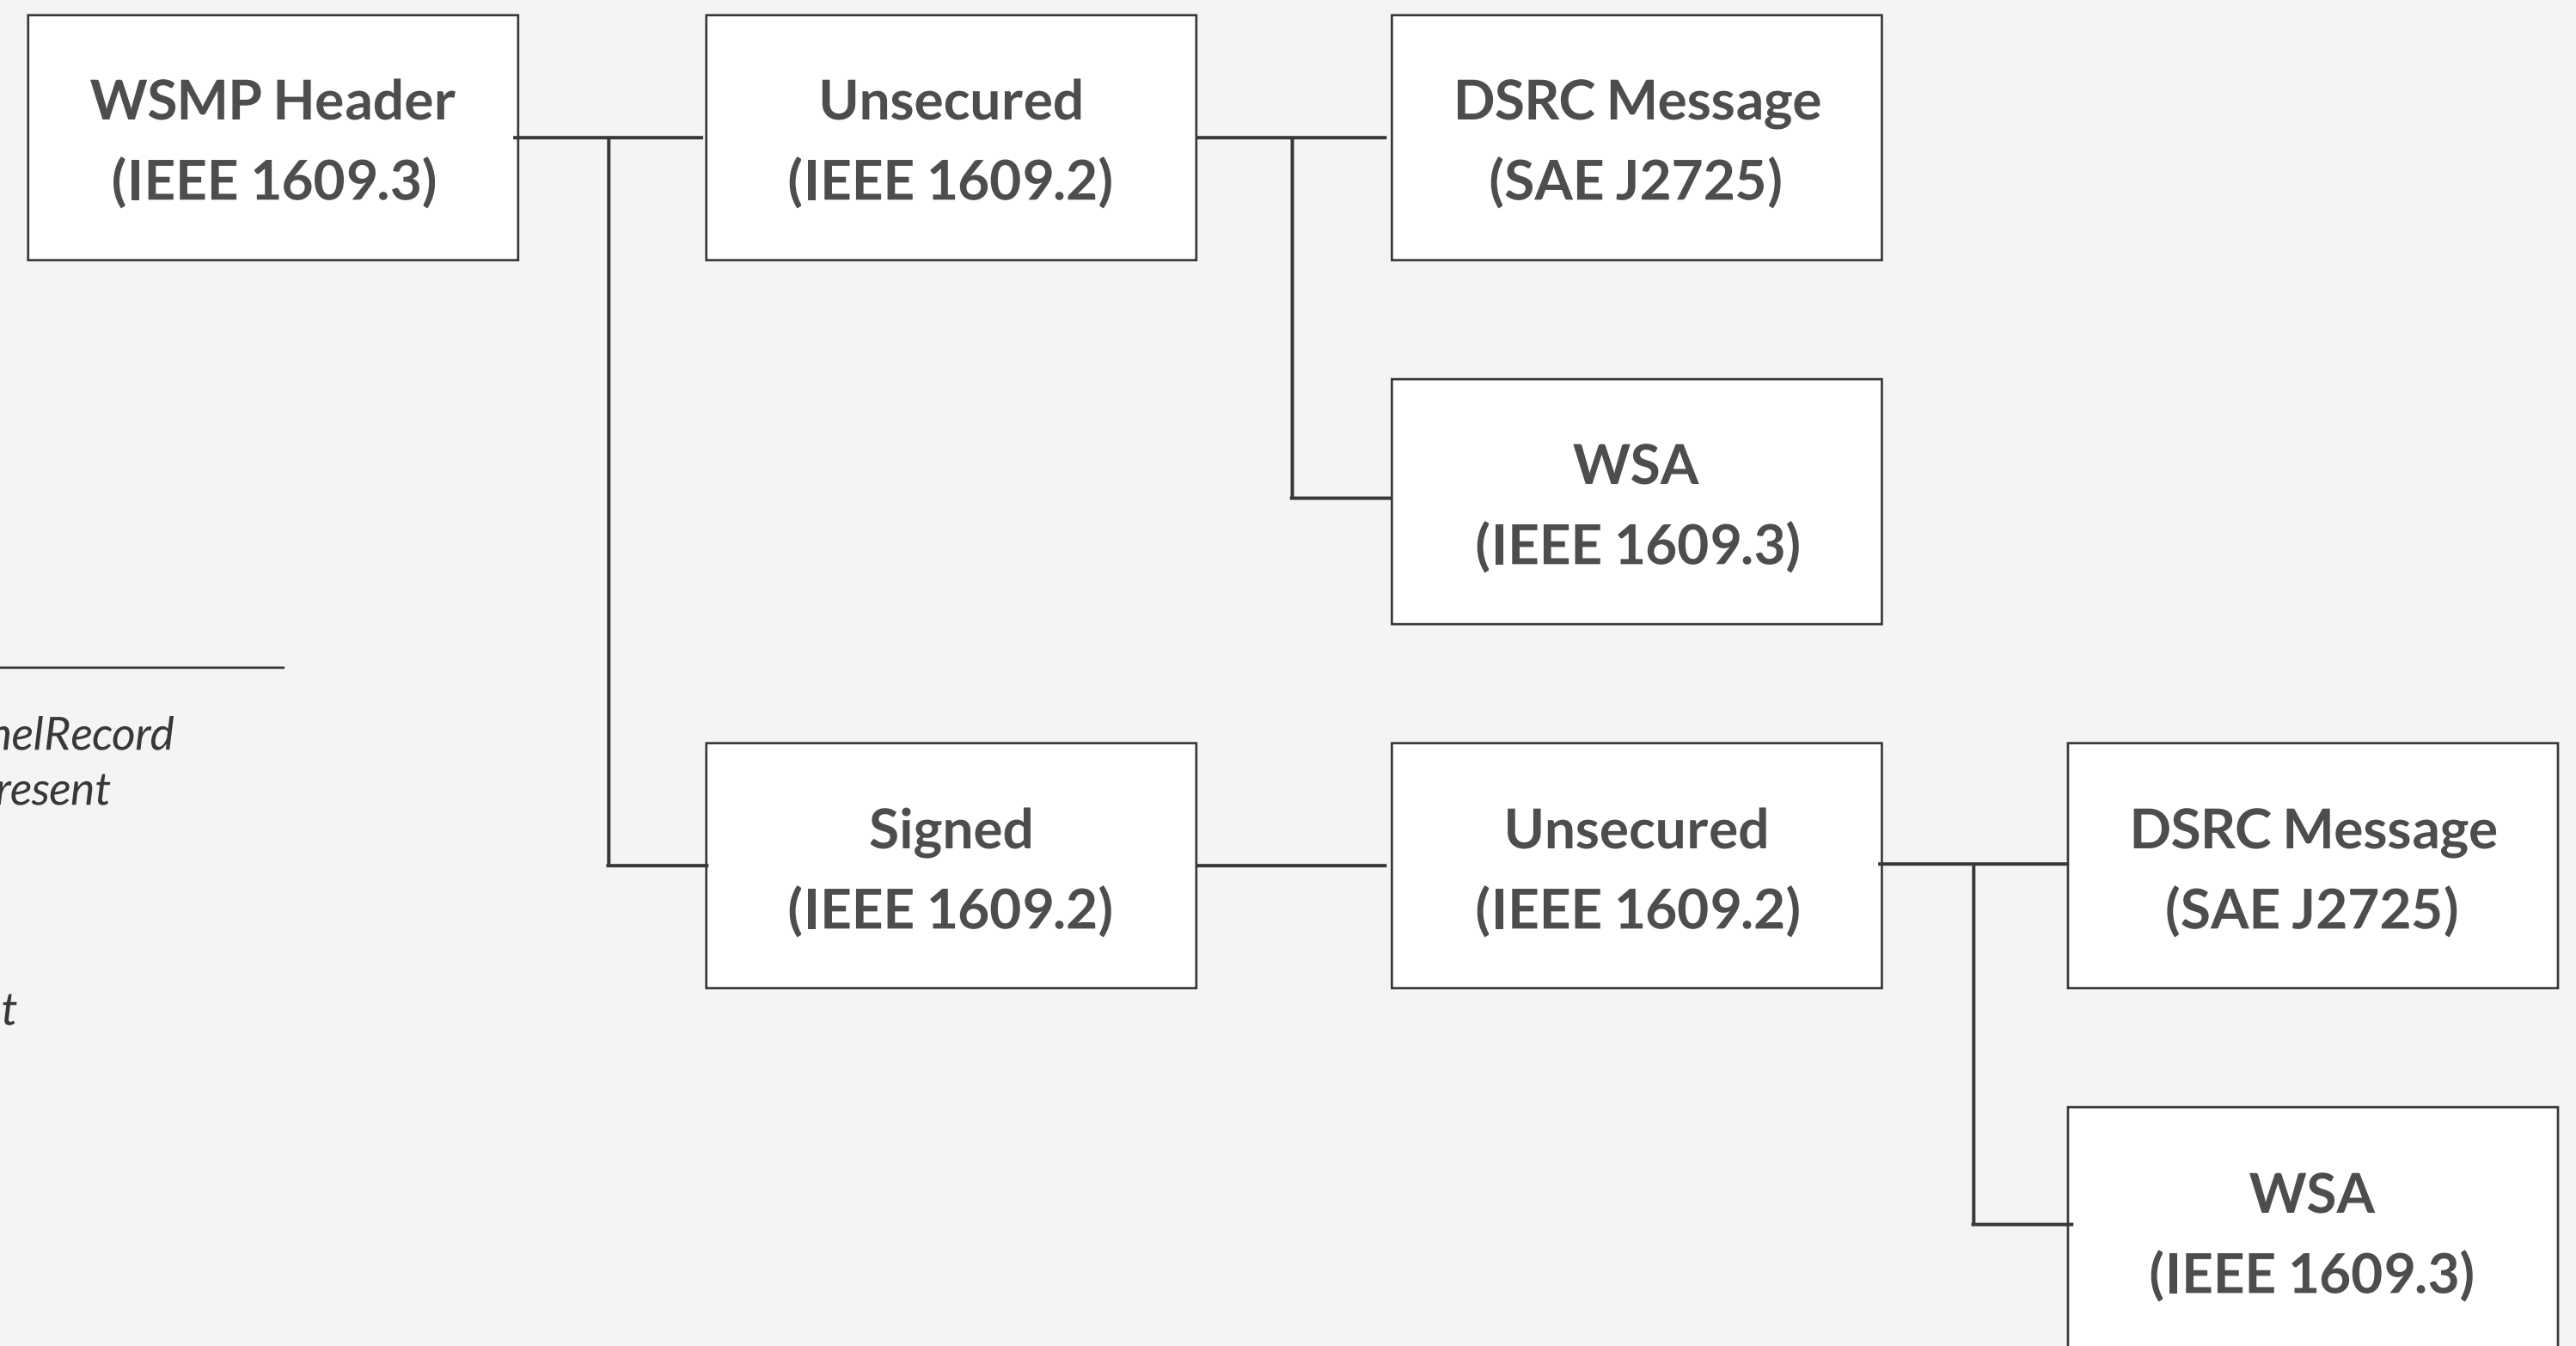 WSMP Header
(IEEE 1609.3)
Unsecured
(IEEE 1609.2)
DSRC Message
(SAE J2725)
WSA
(IEEE 1609.3)
Signed
(IEEE 1609.2)
Unsecured
(IEEE 1609.2)
DSRC Message
(SAE J2725)
WSA
(IEEE 1609.3)
nelRecord
resent
t